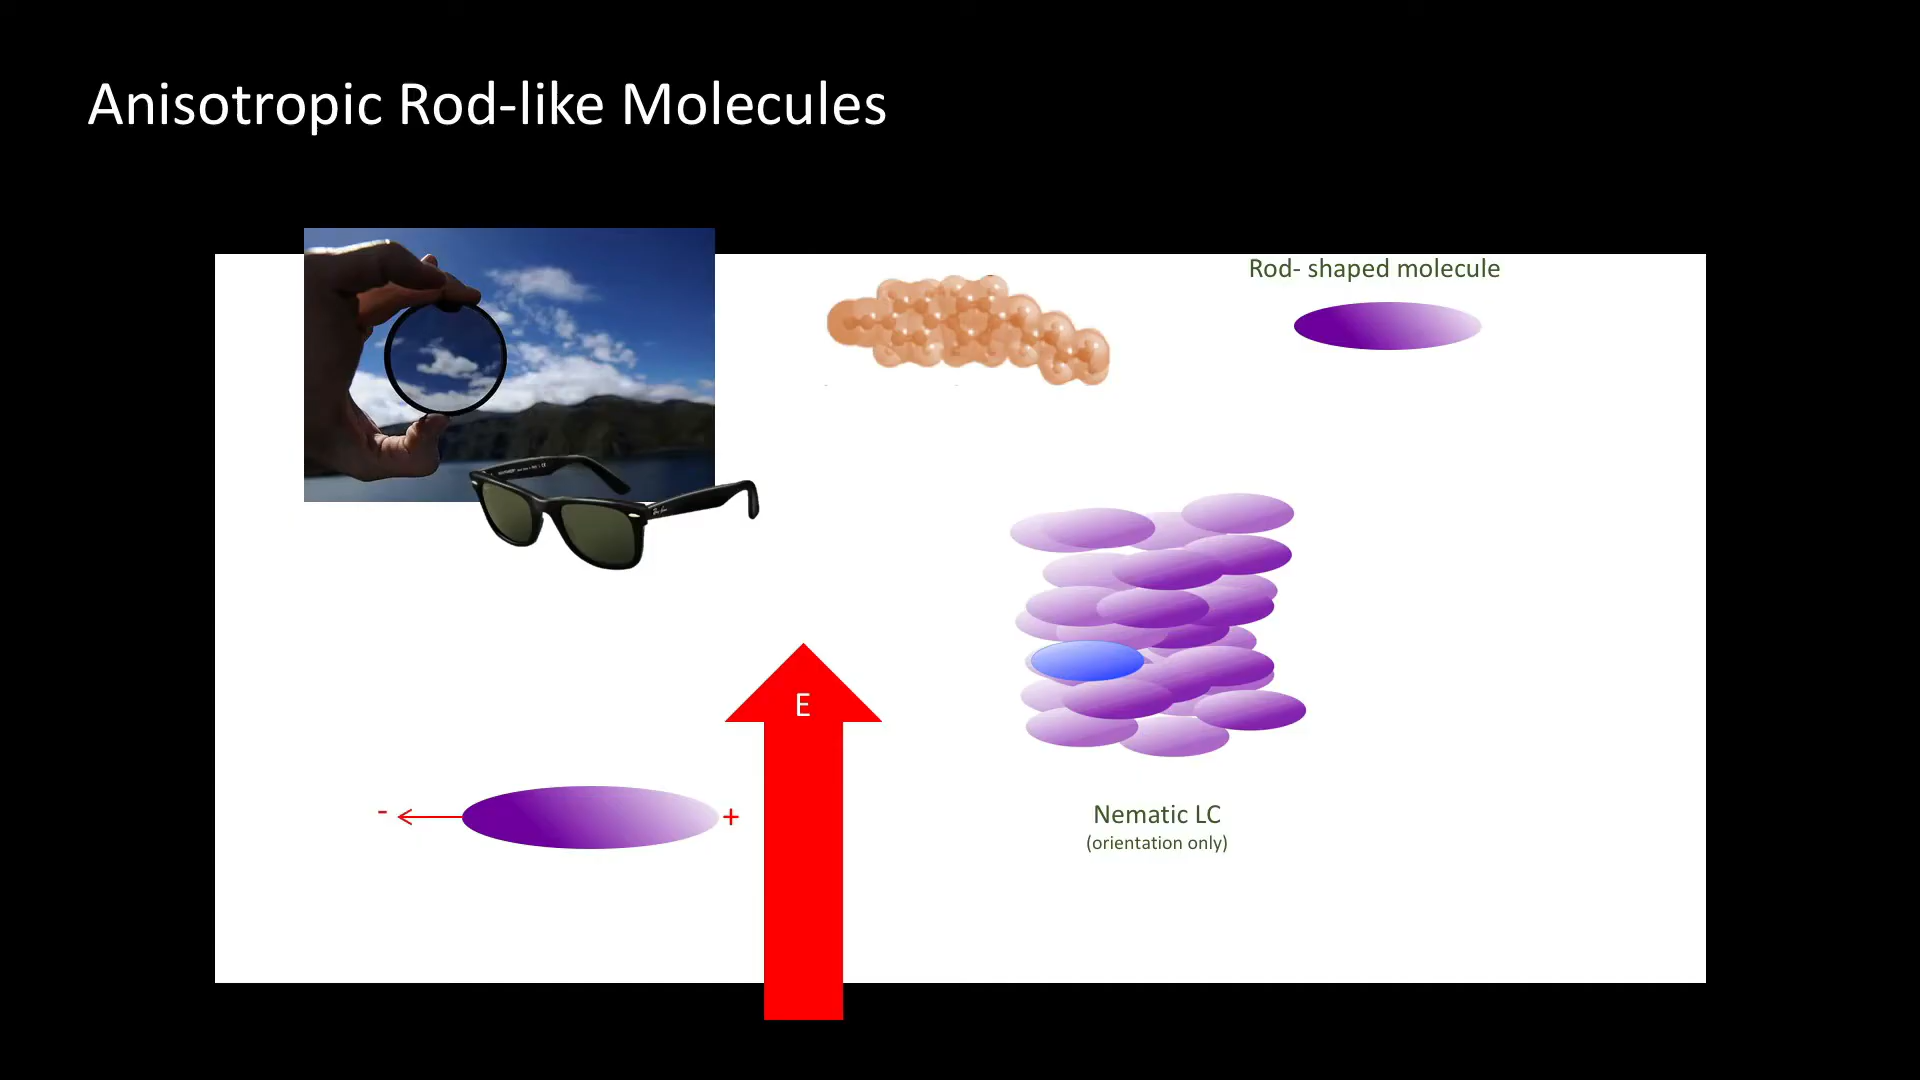 Anisotropic Rod-like Molecules
Rod- shaped molecule
E
-
+
Nematic LC
(orientation only)